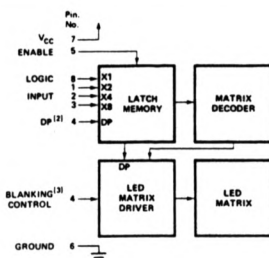 Pin.
No.
VCC 7
ENABLE 5
LOGIC 8 X1
1 X2
INPUT 2 X4
3 X8
DP(2) 4 DP
LATCH
MEMORY
MATRIX
DECODER
DP
BLANKING(3)
CONTROL 4
LED
MATRIX
DRIVER
LED
MATRIX
GROUND 6